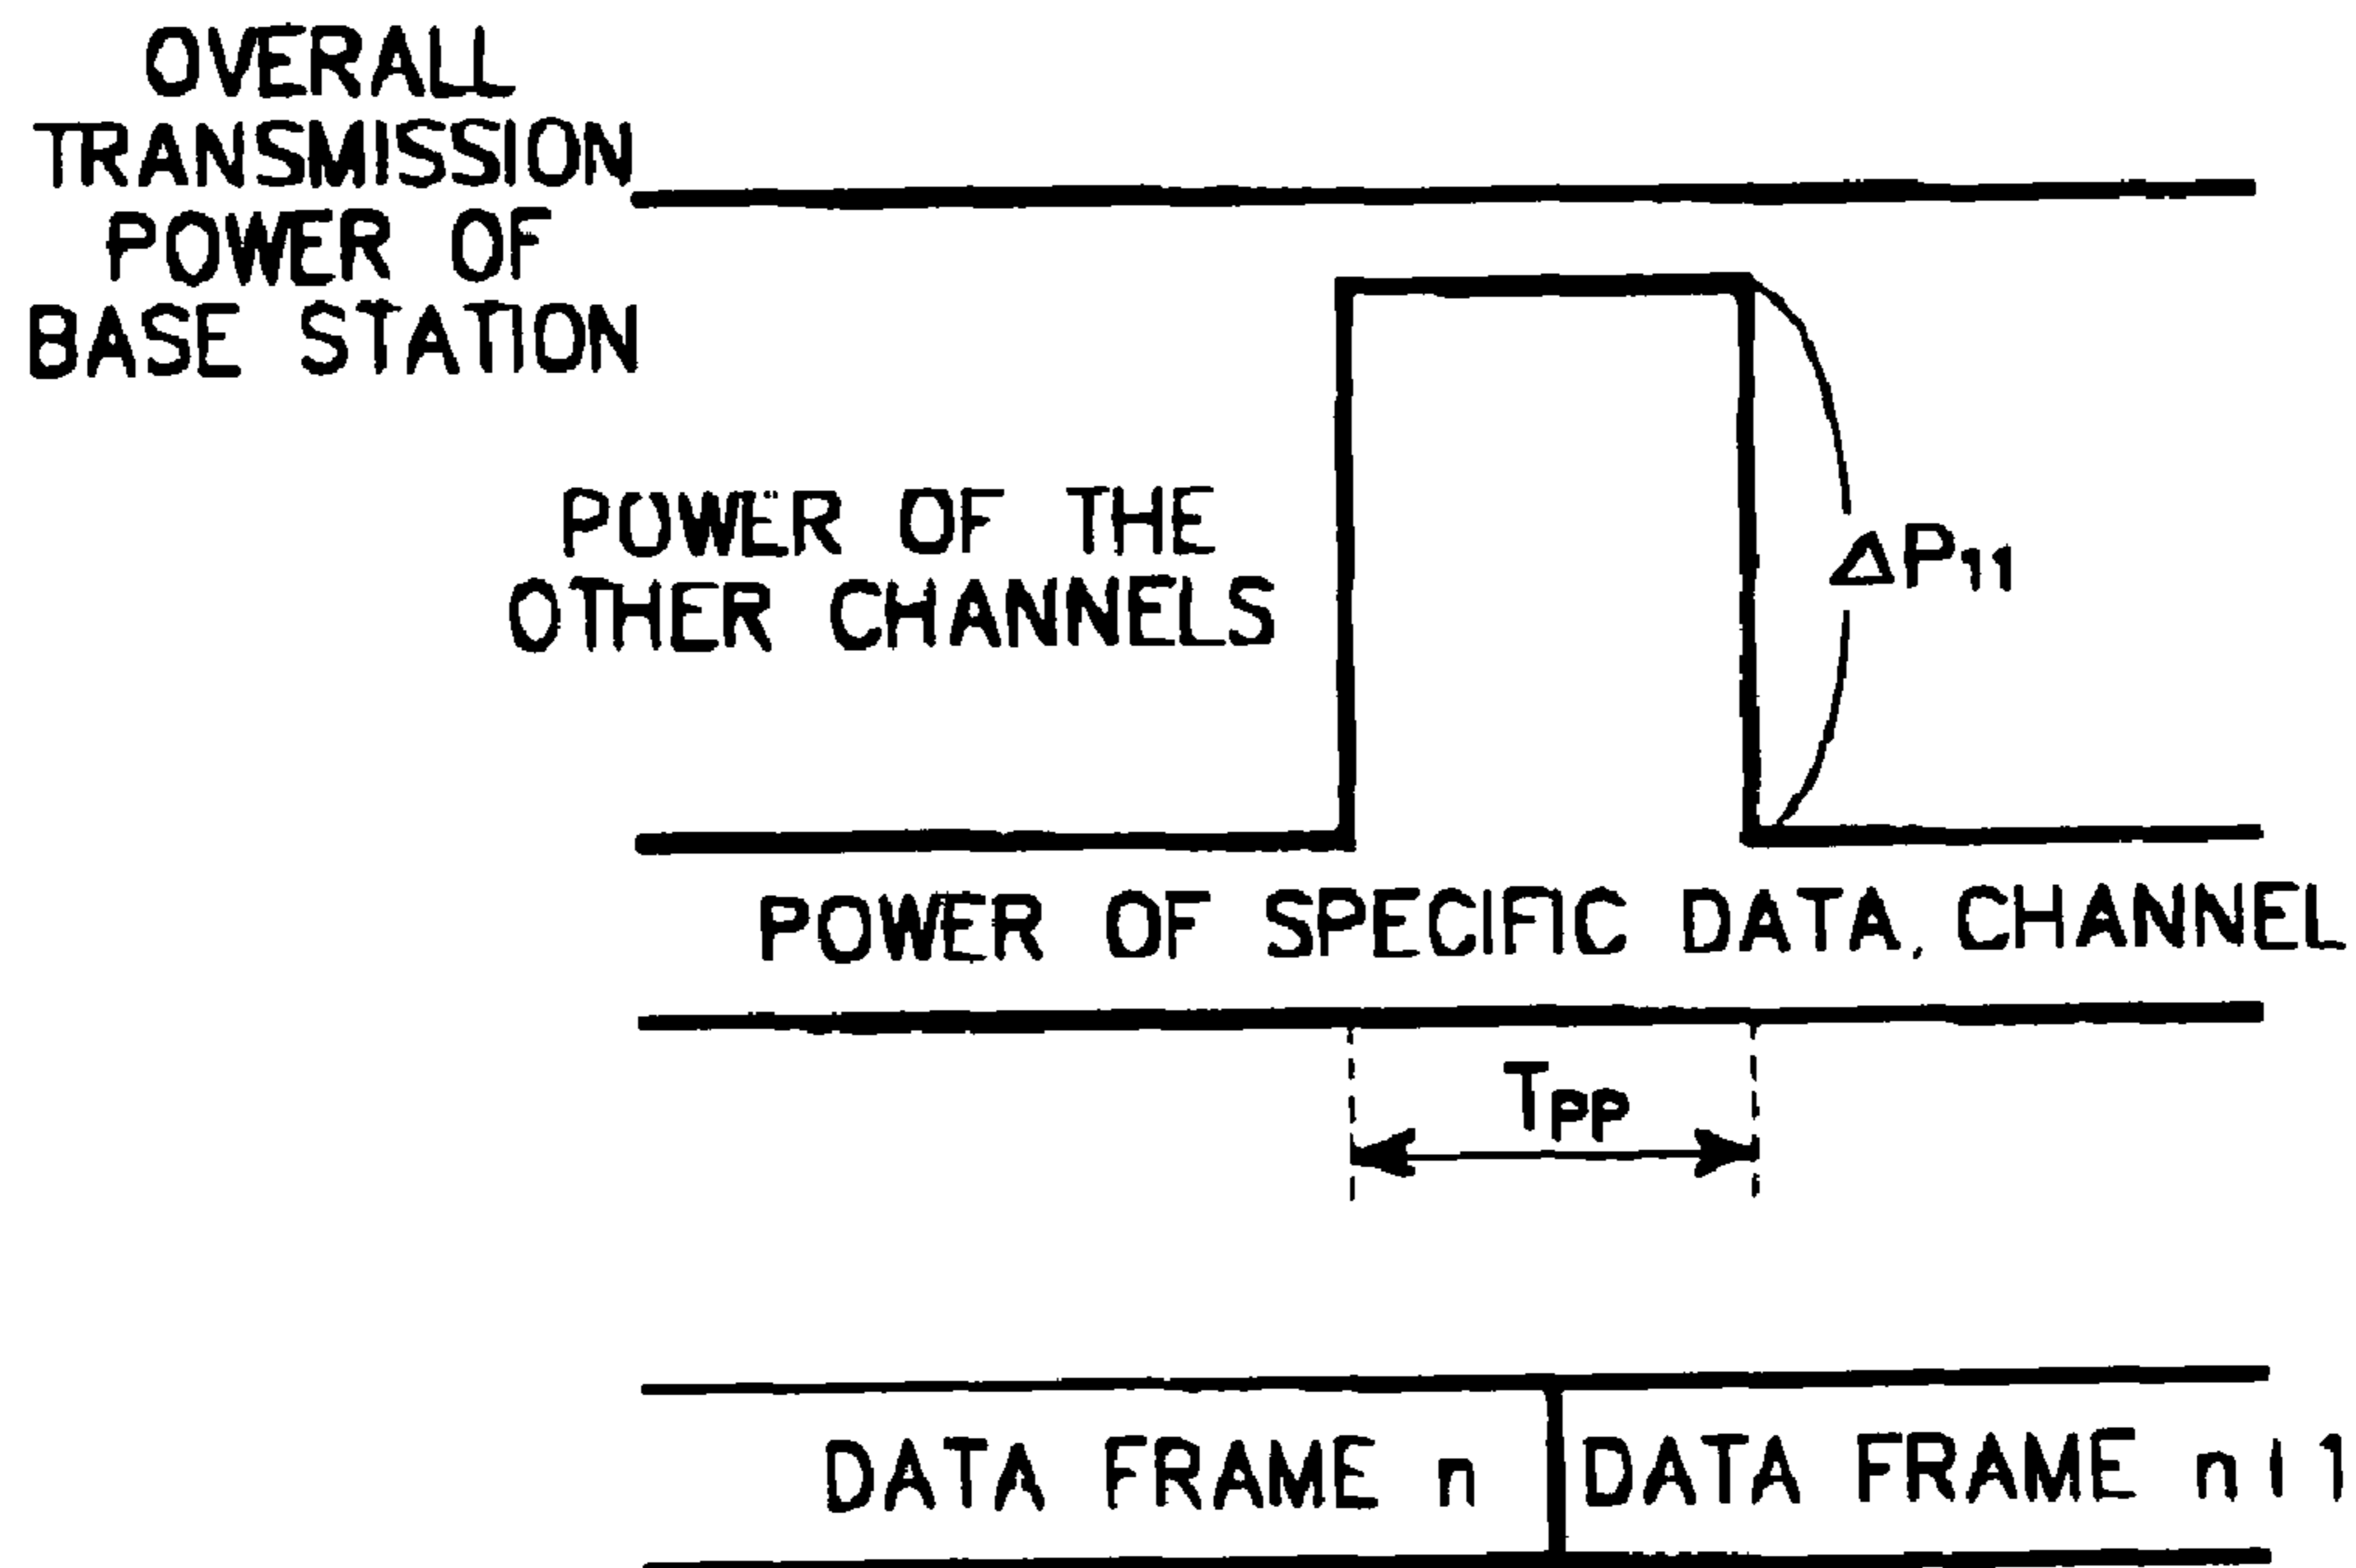 OVERALL
TRANSMISSION
POWER OF
BASE STATION
POWER OF THE
OTHER CHANNELS
ΔP11
POWER OF SPECIFIC DATA, CHANNEL
TPP
DATA FRAME n
DATA FRAME n+1